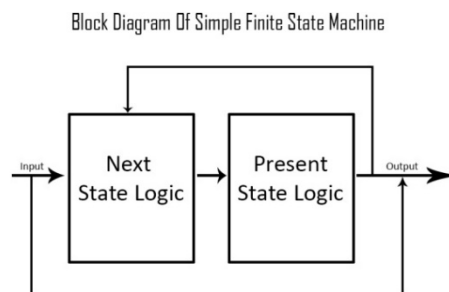 Block Diagram Of Simple Finite State Machine
Input
Next
State Logic
Present
State Logic
Output